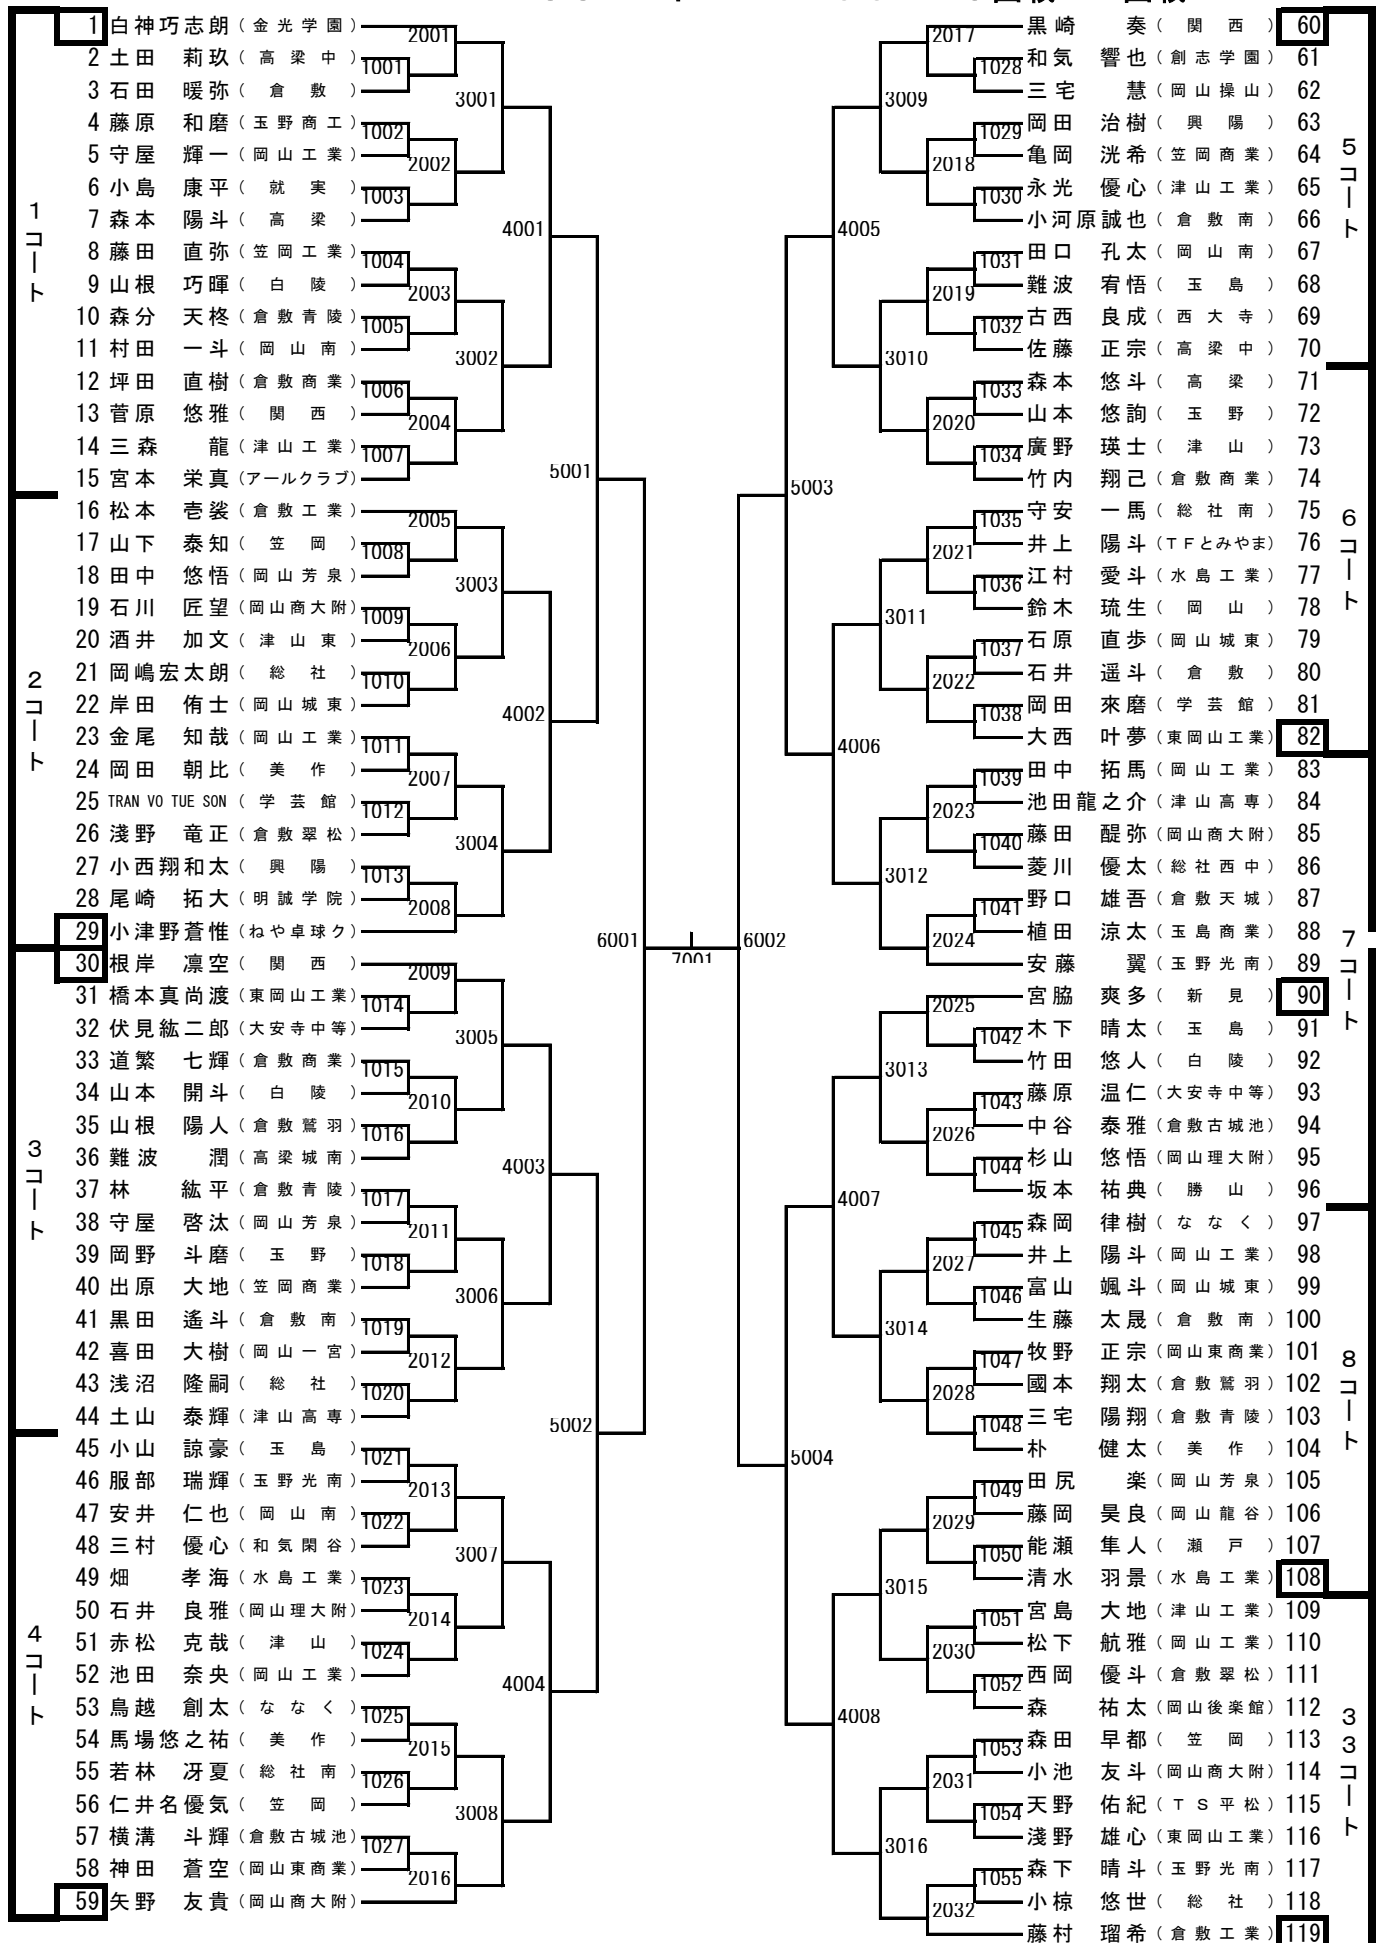 1 白神巧志朗 (金光学園)
2 土田 莉玖 (高梁中)
3 石田 暖弥 (倉敷)
4 藤原 和磨 (玉野商工)
5 守屋 輝一 (岡山工業)
6 小島 康平 (就実)
7 森本 陽斗 (高梁)
8 藤田 直弥 (笠岡工業)
9 山根 巧暉 (白陵)
10 森分 天柊 (倉敷青陵)
11 村田 一斗 (岡山南)
12 坪田 直樹 (倉敷商業)
13 菅原 悠雅 (関西)
14 三森 龍 (津山工業)
15 宮本 栄真 (アールクラブ)
16 松本 壱袋 (倉敷工業)
17 山下 泰知 (笠岡)
18 田中 悠悟 (岡山芳泉)
19 石川 匠望 (岡山商大附)
20 酒井 加文 (津山東)
21 岡嶋宏太朗 (総社)
22 岸田 侑士 (岡山城東)
23 金尾 知哉 (岡山工業)
24 岡田 朝比 (美作)
25 TRAN VO TUE SON (学芸館)
26 淺野 竜正 (倉敷翠松)
27 小西翔和太 (興陽)
28 尾崎 拓大 (明誠学院)
29 小津野蒼惟 (ねや卓球ク)
30 根岸 凛空 (関西)
31 橋本真尚渡 (東岡山工業)
32 伏見紘二郎 (大安寺中等)
33 道繁 七輝 (倉敷商業)
34 山本 開斗 (白陵)
35 山根 陽人 (倉敷鷲羽)
36 難波 潤 (高梁城南)
37 林 紘平 (倉敷青陵)
38 守屋 啓汰 (岡山芳泉)
39 岡野 斗磨 (玉野)
40 出原 大地 (笠岡商業)
41 黒田 遙斗 (倉敷南)
42 喜田 大樹 (岡山一宮)
43 浅沼 隆嗣 (総社)
44 土山 泰輝 (津山高専)
45 小山 諒豪 (玉島)
46 服部 瑞輝 (玉野光南)
47 安井 仁也 (岡山南)
48 三村 優心 (和気閑谷)
49 畑 孝海 (水島工業)
50 石井 良雅 (岡山理大附)
51 赤松 克哉 (津山)
52 池田 奈央 (岡山工業)
53 鳥越 創太 (ななく)
54 馬場悠之祐 (美作)
55 若林 冴夏 (総社南)
56 仁井名優気 (笠岡)
57 横溝 斗輝 (倉敷古城池)
58 神田 蒼空 (岡山東商業)
59 矢野 友貴 (岡山商大附)
1コート
2コート
3コート
4コート
1001
1002
1003
1004
1005
1006
1007
1008
1009
1010
1011
1012
1013
1014
1015
1016
1017
1018
1019
1020
1021
1022
1023
1024
1025
1026
1027
2001
2002
2003
2004
2005
2006
2007
2008
2009
2010
2011
2012
2013
2014
2015
2016
3001
3002
3003
3004
3005
3006
3007
3008
4001
4002
4003
4004
5001
5002
6001
7001
6002
5003
5004
4005
4006
4007
4008
3009
3010
3011
3012
3013
3014
3015
3016
2017
2018
2019
2020
2021
2022
2023
2024
2025
2026
2027
2028
2029
2030
2031
2032
1028
1029
1030
1031
1032
1033
1034
1035
1036
1037
1038
1039
1040
1041
1042
1043
1044
1045
1046
1047
1048
1049
1050
1051
1052
1053
1054
1055
黒崎 奏 (関西) 60
和気 響也 (創志学園) 61
三宅 慧 (岡山操山) 62
岡田 治樹 (興陽) 63
亀岡 洸希 (笠岡商業) 64
永光 優心 (津山工業) 65
小河原誠也 (倉敷南) 66
田口 孔太 (岡山南) 67
難波 宥悟 (玉島) 68
古西 良成 (西大寺) 69
佐藤 正宗 (高梁中) 70
森本 悠斗 (高梁) 71
山本 悠詢 (玉野) 72
廣野 瑛士 (津山) 73
竹内 翔己 (倉敷商業) 74
守安 一馬 (総社南) 75
井上 陽斗 (TFとみやま) 76
江村 愛斗 (水島工業) 77
鈴木 琉生 (岡山) 78
石原 直歩 (岡山城東) 79
石井 遥斗 (倉敷) 80
岡田 來磨 (学芸館) 81
大西 叶夢 (東岡山工業) 82
田中 拓馬 (岡山工業) 83
池田龍之介 (津山高専) 84
藤田 醍弥 (岡山商大附) 85
菱川 優太 (総社西中) 86
野口 雄吾 (倉敷天城) 87
植田 涼太 (玉島商業) 88
安藤 翼 (玉野光南) 89
宮脇 爽多 (新見) 90
木下 晴太 (玉島) 91
竹田 悠人 (白陵) 92
藤原 温仁 (大安寺中等) 93
中谷 泰雅 (倉敷古城池) 94
杉山 悠悟 (岡山理大附) 95
坂本 祐典 (勝山) 96
森岡 律樹 (ななく) 97
井上 陽斗 (岡山工業) 98
富山 颯斗 (岡山城東) 99
生藤 太晟 (倉敷南) 100
牧野 正宗 (岡山東商業) 101
國本 翔太 (倉敷鷲羽) 102
三宅 陽翔 (倉敷青陵) 103
朴 健太 (美作) 104
田尻 楽 (岡山芳泉) 105
藤岡 昊良 (岡山龍谷) 106
能瀬 隼人 (瀬戸) 107
清水 羽景 (水島工業) 108
宮島 大地 (津山工業) 109
松下 航雅 (岡山工業) 110
西岡 優斗 (倉敷翠松) 111
森 祐太 (岡山後楽館) 112
森田 早都 (笠岡) 113
小池 友斗 (岡山商大附) 114
天野 佑紀 (TS平松) 115
淺野 雄心 (東岡山工業) 116
森下 晴斗 (玉野光南) 117
小椋 悠世 (総社) 118
藤村 瑠希 (倉敷工業) 119
5コート
6コート
7コート
8コート
33コート